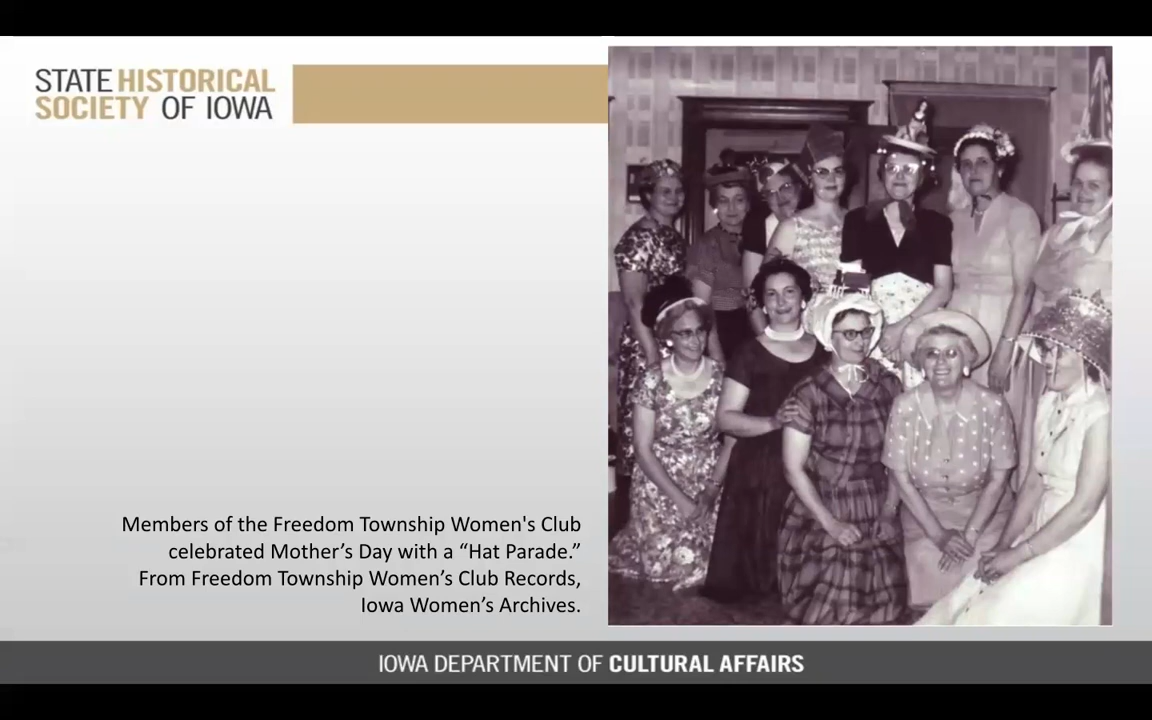 STATE HISTORICAL
SOCIETY OF IOWA
Members of the Freedom Township Women's Club
celebrated Mother’s Day with a “Hat Parade.”
From Freedom Township Women’s Club Records,
Iowa Women’s Archives.
IOWA DEPARTMENT OF CULTURAL AFFAIRS